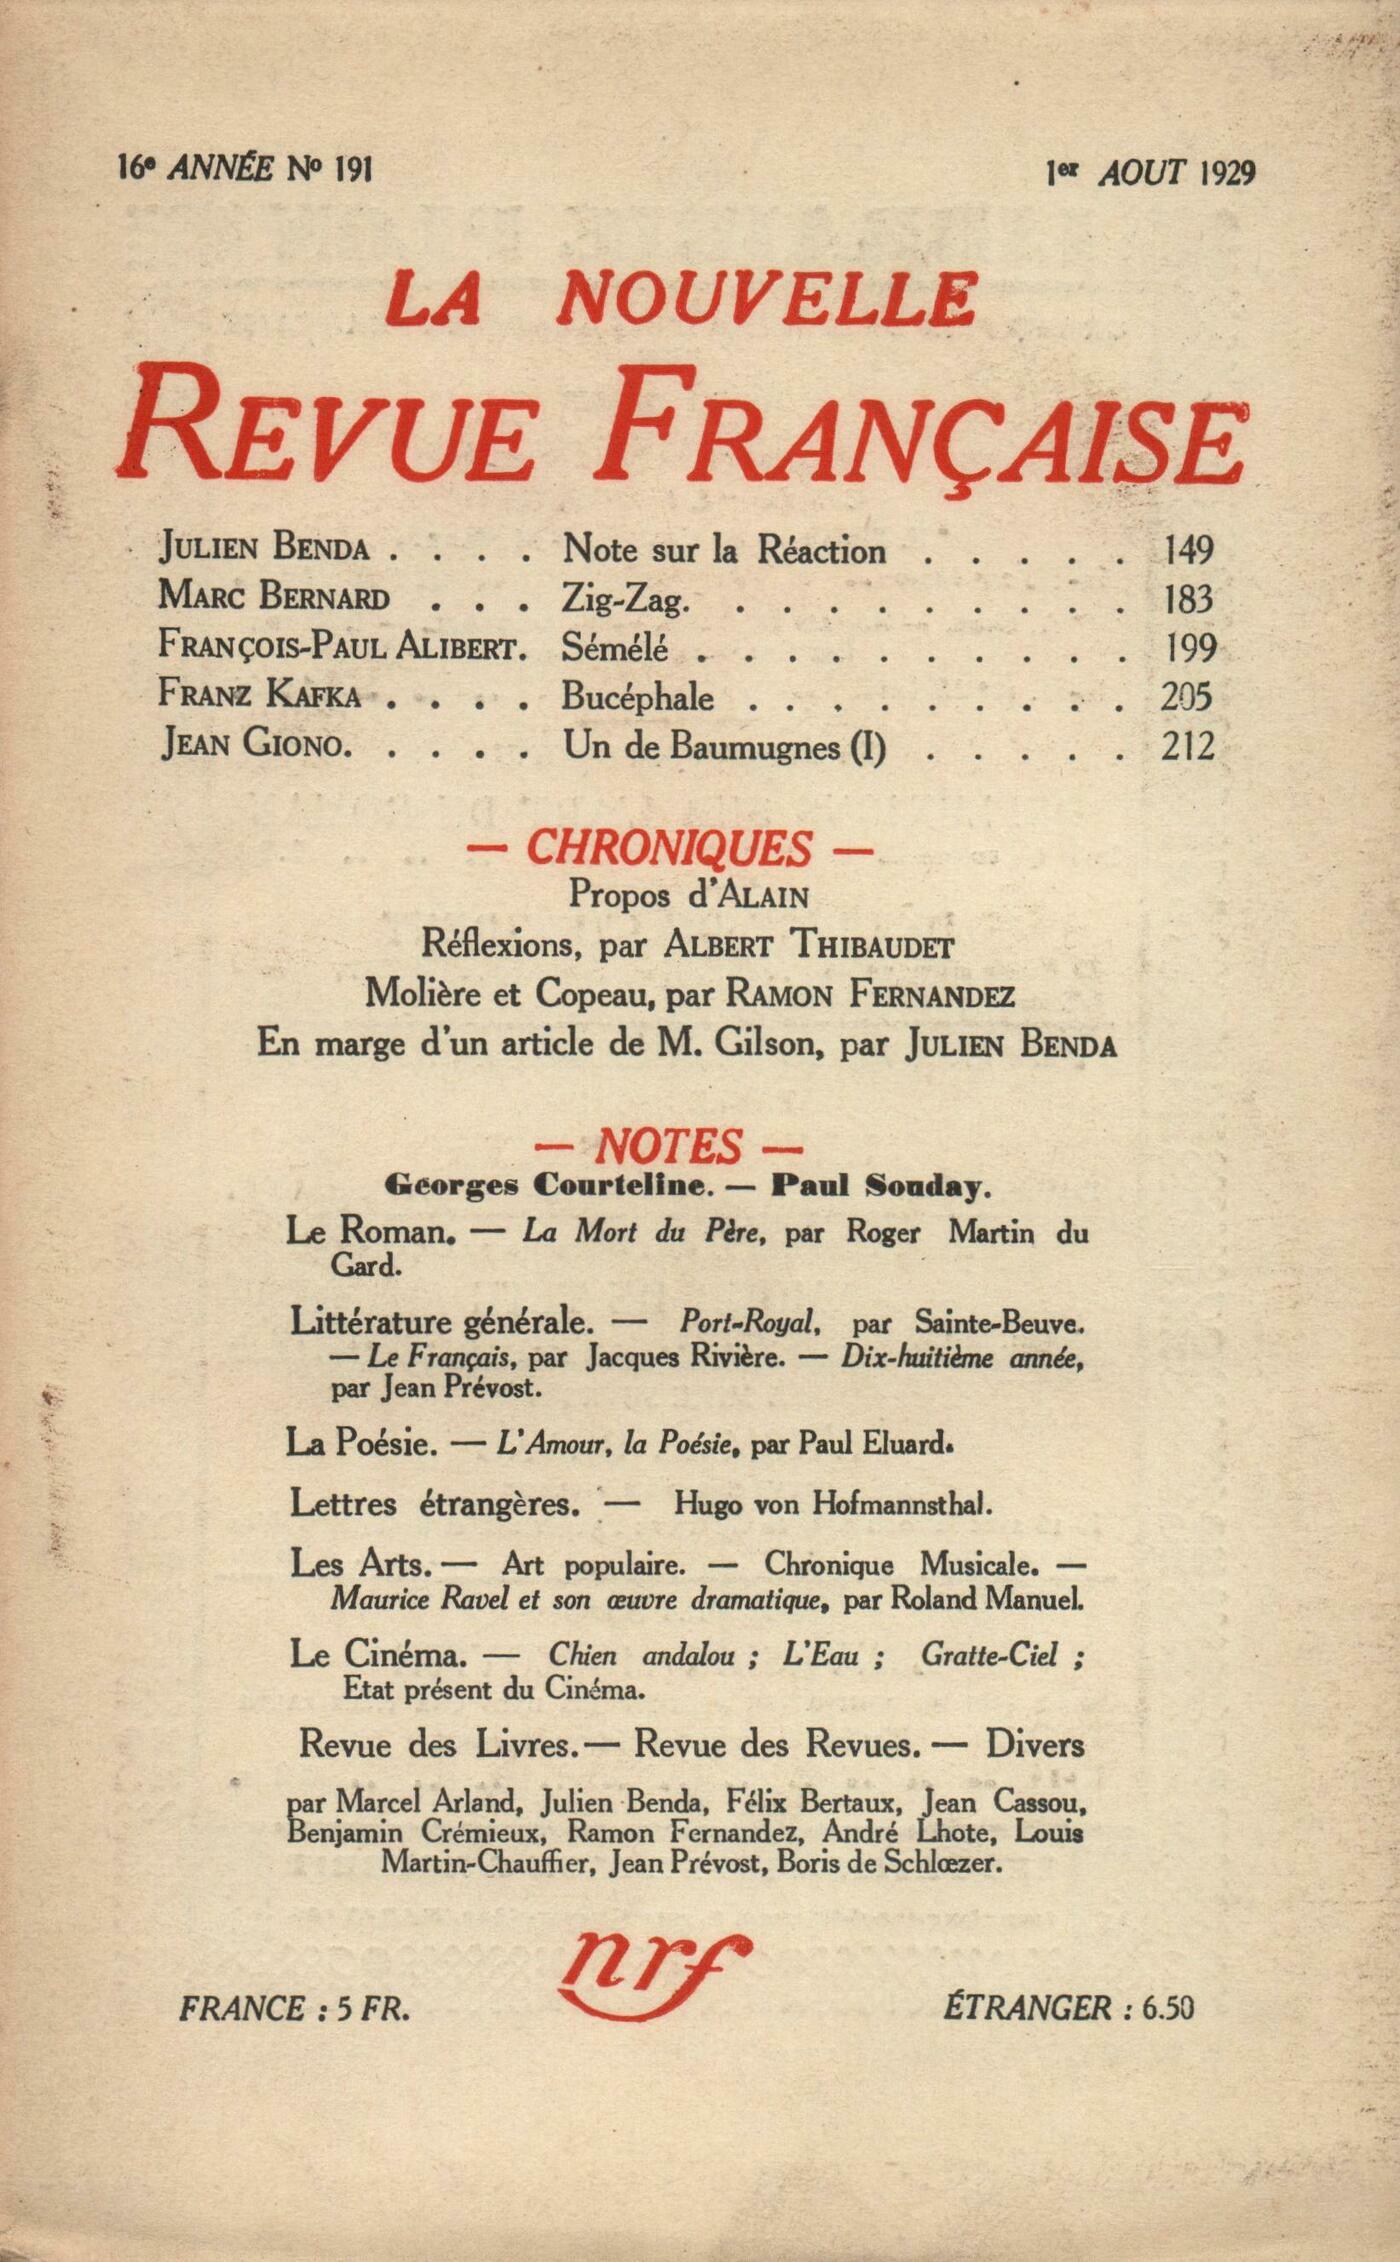 16e ANNÉE No 191
1er AOUT 1929
LA NOUVELLE
REVUE FRANÇAISE
JULIEN BENDA . . . . Note sur la Réaction . . . . . 149
MARC BERNARD . . . Zig-Zag. . . . . . . . . . 183
FRANÇOIS-PAUL ALIBERT. Sémélé . . . . . . . . . . 199
FRANZ KAFKA . . . . Bucéphale . . . . . . . . . 205
JEAN GIONO. . . . . Un de Baumugnes (I) . . . . . 212
— CHRONIQUES —
Propos d'ALAIN
Réflexions, par ALBERT THIBAUDET
Molière et Copeau, par RAMON FERNANDEZ
En marge d'un article de M. Gilson, par JULIEN BENDA
— NOTES —
Georges Courteline. — Paul Souday.
Le Roman. — La Mort du Père, par Roger Martin du
Gard.
Littérature générale. — Port-Royal, par Sainte-Beuve.
— Le Français, par Jacques Rivière. — Dix-huitième année,
par Jean Prévost.
La Poésie. — L'Amour, la Poésie, par Paul Eluard.
Lettres étrangères. — Hugo von Hofmannsthal.
Les Arts. — Art populaire. — Chronique Musicale. —
Maurice Ravel et son œuvre dramatique, par Roland Manuel.
Le Cinéma. — Chien andalou ; L'Eau ; Gratte-Ciel ;
Etat présent du Cinéma.
Revue des Livres. — Revue des Revues. — Divers
par Marcel Arland, Julien Benda, Félix Bertaux, Jean Cassou,
Benjamin Crémieux, Ramon Fernandez, André Lhote, Louis
Martin-Chauffier, Jean Prévost, Boris de Schlœzer.
nrf
FRANCE : 5 FR.
ÉTRANGER : 6.50